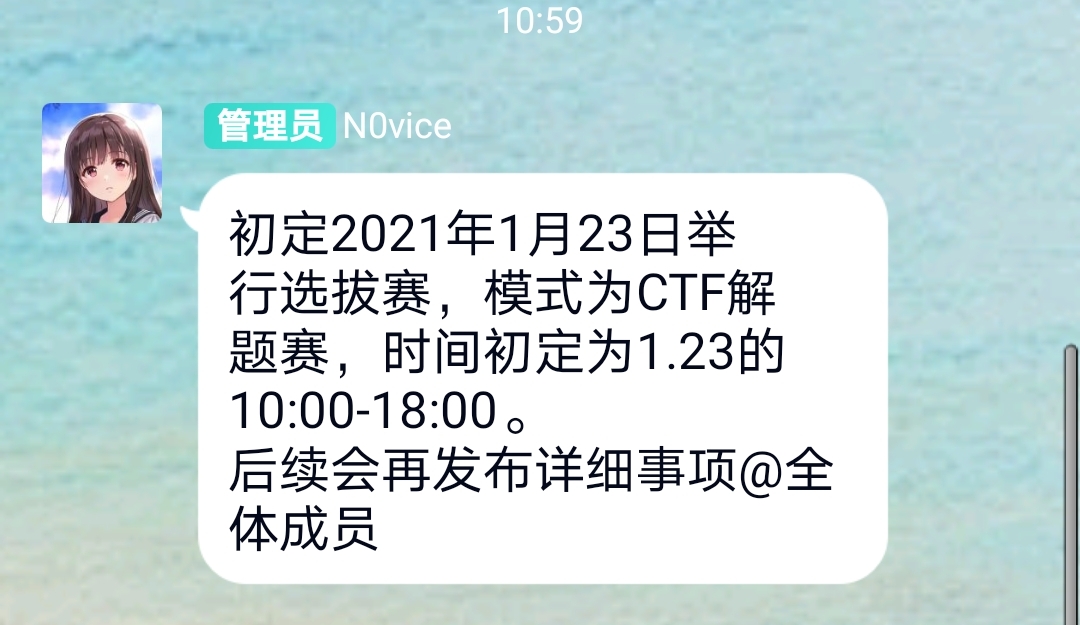 10:59
管理员 N0vice
初定2021年1月23日举
行选拔赛，模式为CTF解
题赛，时间初定为1.23的
10:00-18:00。
后续会再发布详细事项@全
体成员